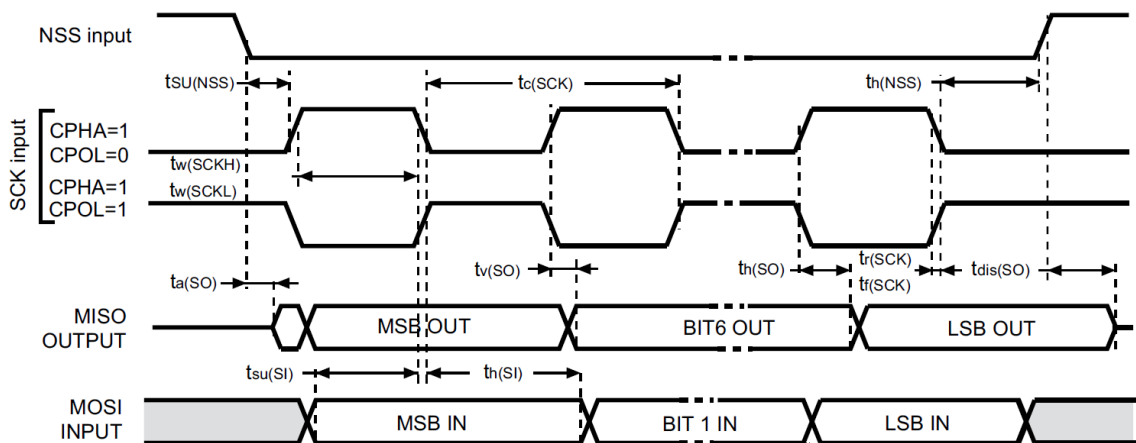 NSS input
tSU(NSS)
tc(SCK)
th(NSS)
SCK input
CPHA=1
CPOL=0
tw(SCKH)
CPHA=1
tw(SCKL)
CPOL=1
ta(SO)
tv(SO)
th(SO)
tr(SCK)
tf(SCK)
tdis(SO)
MISO
OUTPUT
MSB OUT
BIT6 OUT
LSB OUT
tsu(SI)
th(SI)
MOSI
INPUT
MSB IN
BIT 1 IN
LSB IN